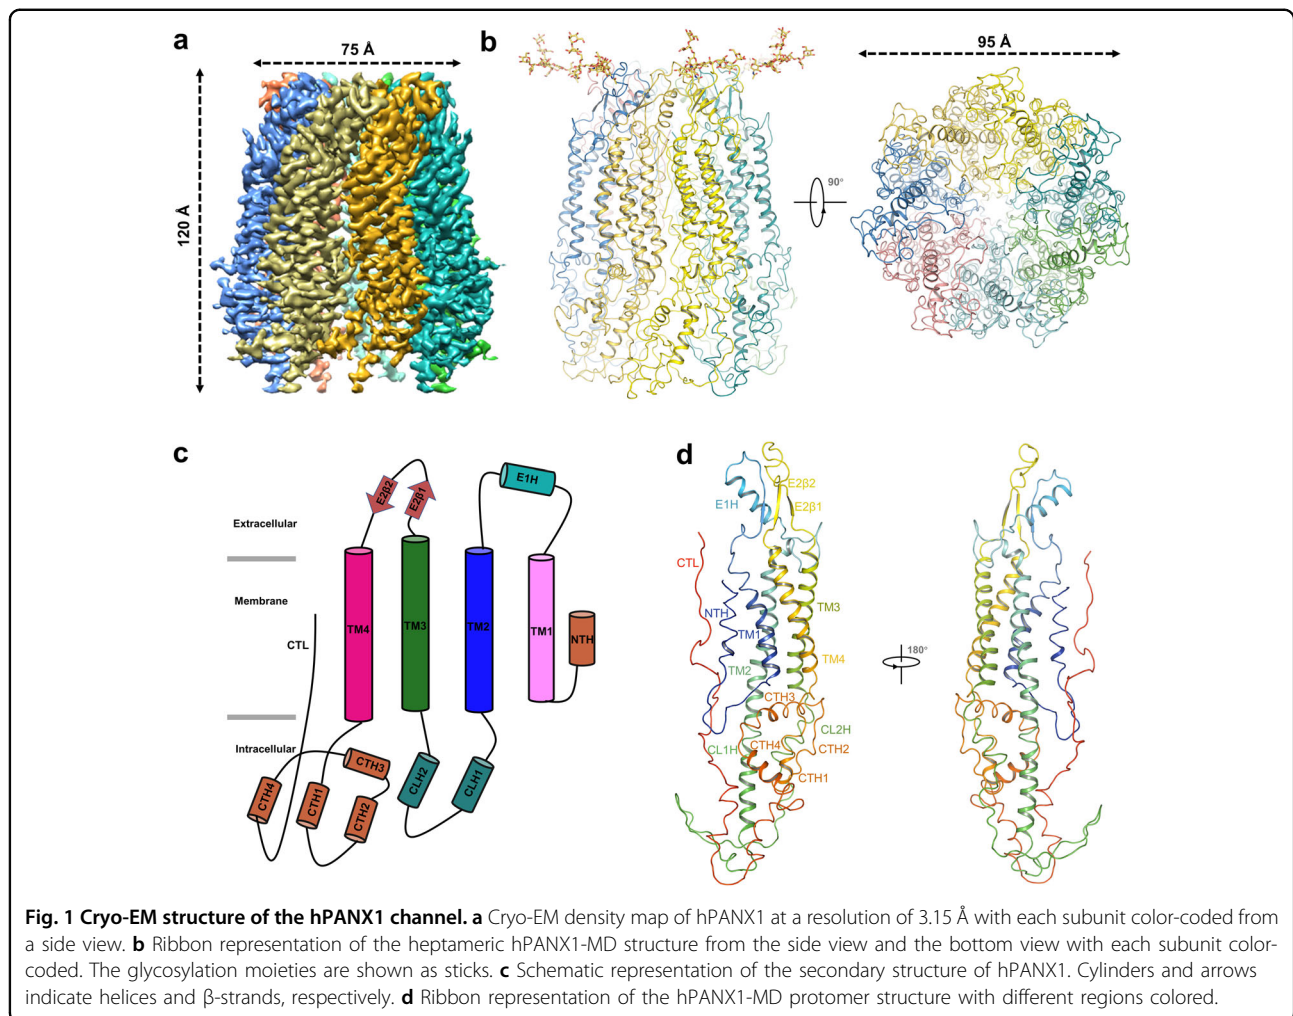 a
75 Å
120 Å
b
90°
95 Å
c
E2β2
E2β1
E1H
Extracellular
Membrane
CTL
TM4
TM3
TM2
TM1
NTH
Intracellular
CTH4
CTH1
CTH3
CTH2
CLH2
CLH1
d
E2β2
E1H
E2β1
CTL
NTH
TM3
TM1
TM4
TM2
CTH3
CL2H
CL1H
CTH4
CTH2
CTH1
180°
Fig. 1 Cryo-EM structure of the hPANX1 channel. a Cryo-EM density map of hPANX1 at a resolution of 3.15 Å with each subunit color-coded from
a side view. b Ribbon representation of the heptameric hPANX1-MD structure from the side view and the bottom view with each subunit color-
coded. The glycosylation moieties are shown as sticks. c Schematic representation of the secondary structure of hPANX1. Cylinders and arrows
indicate helices and β-strands, respectively. d Ribbon representation of the hPANX1-MD protomer structure with different regions colored.